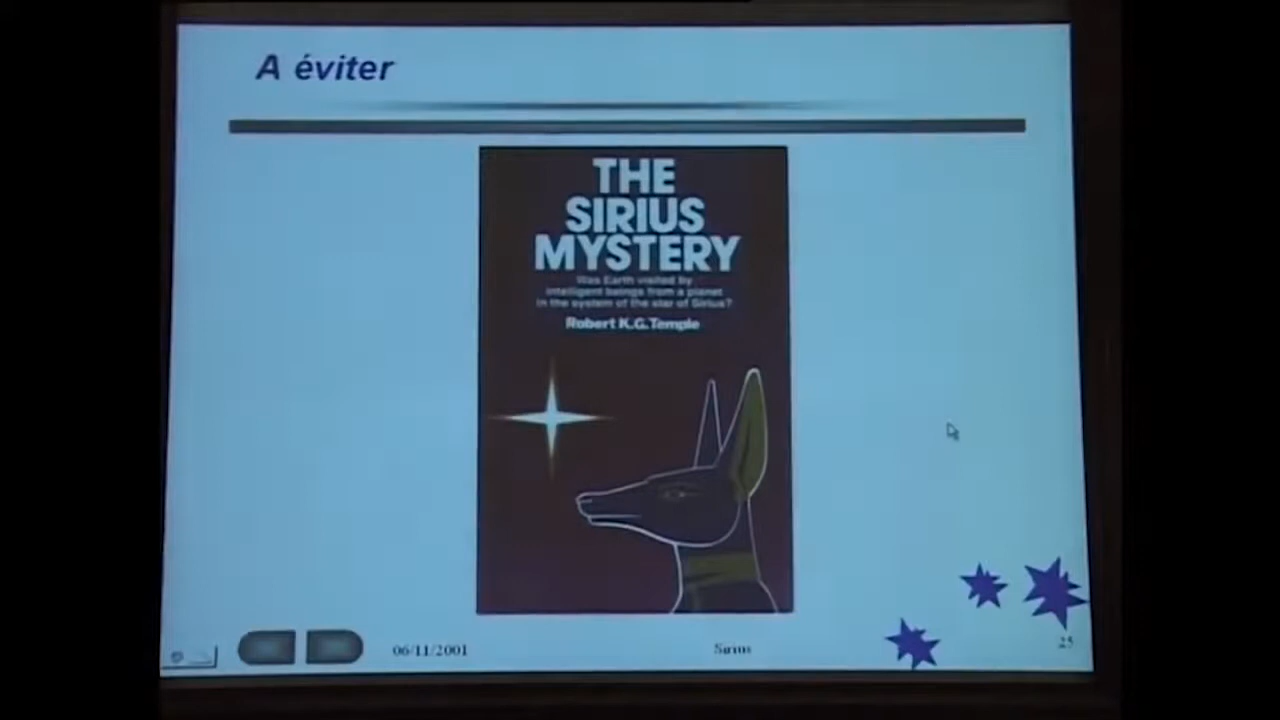 A éviter
THE
SIRIUS
MYSTERY
Was Earth visited by
intelligent beings from a planet
in the system of the star of Sirius?
Robert K.G. Temple
06/11/2001
Sirius
25